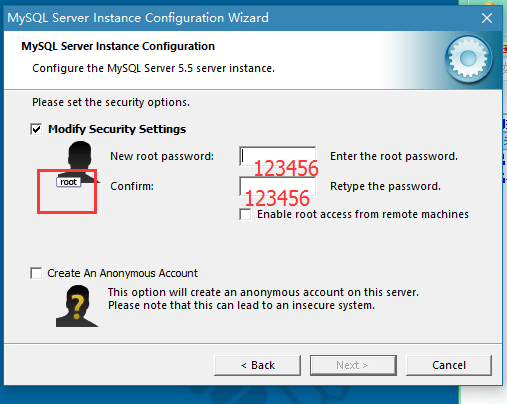 MySQL Server Instance Configuration Wizard
MySQL Server Instance Configuration
Configure the MySQL Server 5.5 server instance.
Please set the security options.
Modify Security Settings
New root password: 123456 Enter the root password.
root
Confirm: 123456 Retype the password.
Enable root access from remote machines
Create An Anonymous Account
This option will create an anonymous account on this server.
Please note that this can lead to an insecure system.
< Back Next > Cancel